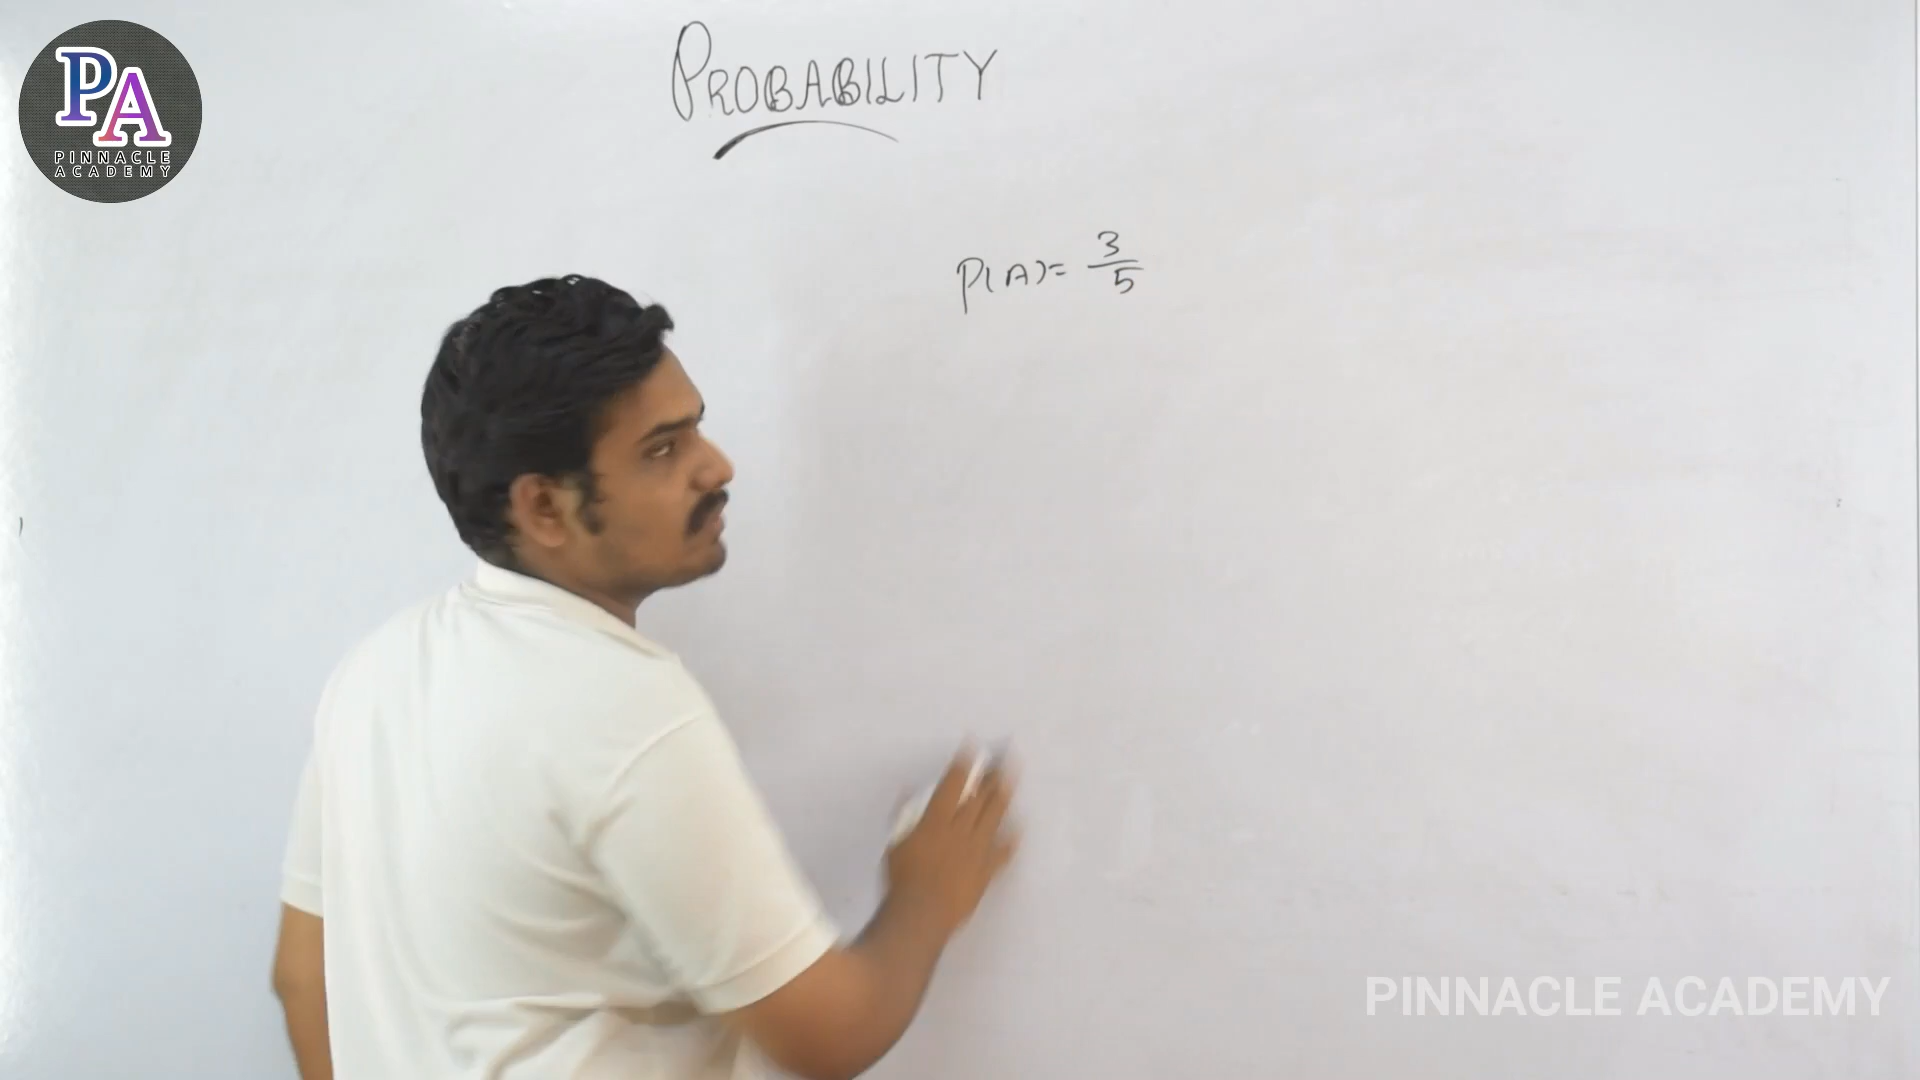 PA
PINNACLE
ACADEMY
PROBABILITY
P(A)= 3/5
PINNACLE ACADEMY